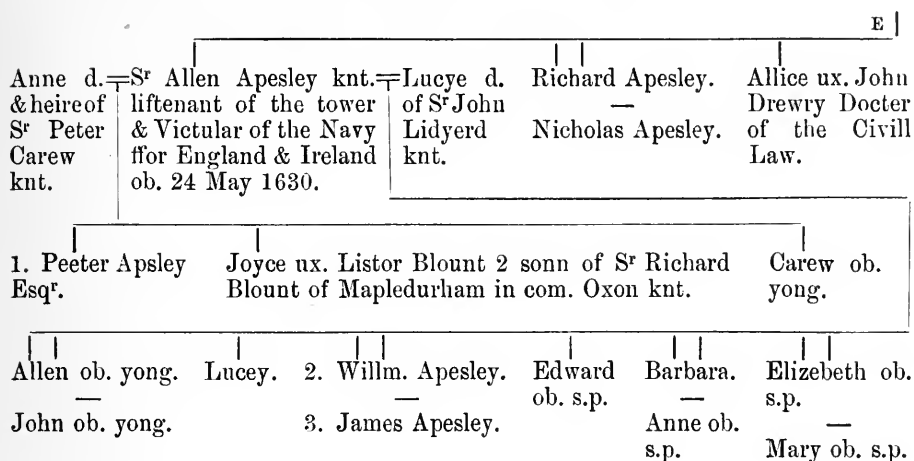 E
Anne d. & heire of Sr Peter Carew knt.
Sr Allen Apesley knt. liftenant of the tower & Victular of the Navy ffor England & Ireland ob. 24 May 1630.
Lucye d. of Sr John Lidyerd knt.
Richard Apesley.
—
Nicholas Apesley.
Allice ux. John Drewry Docter of the Civill Law.
1. Peeter Apsley Esqr.
Joyce ux. Listor Blount 2 sonn of Sr Richard Blount of Mapledurham in com. Oxon knt.
Carew ob. yong.
Allen ob. yong.
—
John ob. yong.
Lucey.
2. Willm. Apesley.
—
3. James Apesley.
Edward ob. s.p.
Barbara.
—
Anne ob. s.p.
Elizebeth ob. s.p.
—
Mary ob. s.p.